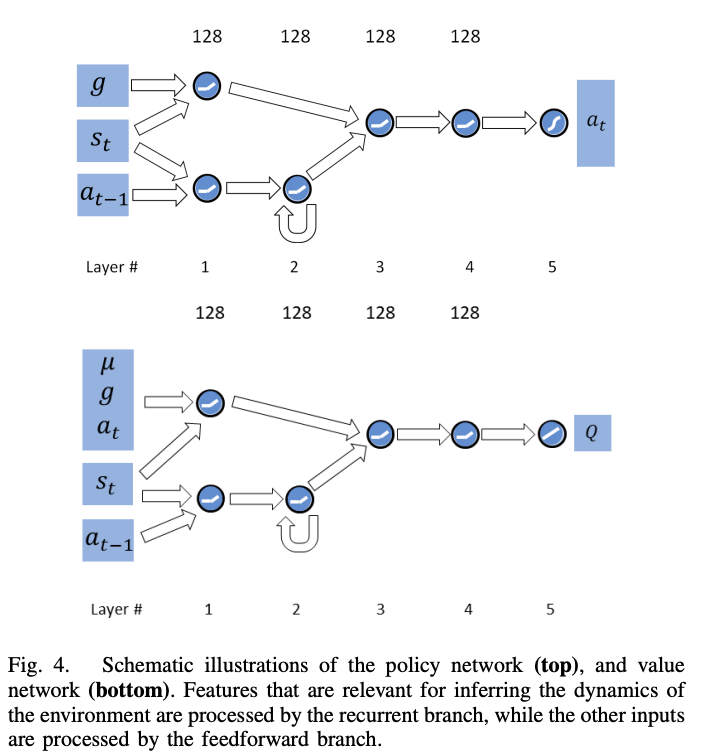 128 128 128 128
g
s_t
a_{t-1}
a_t
Layer # 1 2 3 4 5
128 128 128 128
μ
g
a_t
s_t
a_{t-1}
Q
Layer # 1 2 3 4 5
Fig. 4. Schematic illustrations of the policy network (top), and value
network (bottom). Features that are relevant for inferring the dynamics of
the environment are processed by the recurrent branch, while the other inputs
are processed by the feedforward branch.